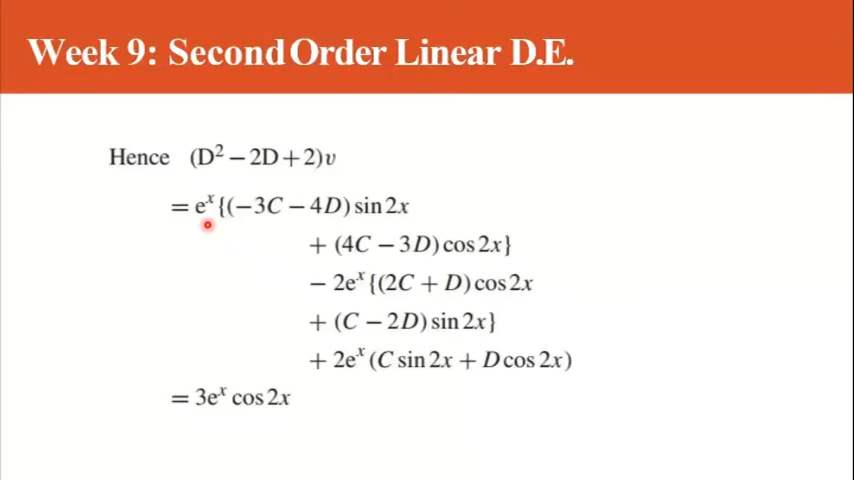 Week 9: Second Order Linear D.E.
Hence (D² − 2D + 2)v
= eˣ{(−3C − 4D) sin 2x
+ (4C − 3D) cos 2x}
− 2eˣ{(2C + D) cos 2x
+ (C − 2D) sin 2x}
+ 2eˣ(C sin 2x + D cos 2x)
= 3eˣ cos 2x